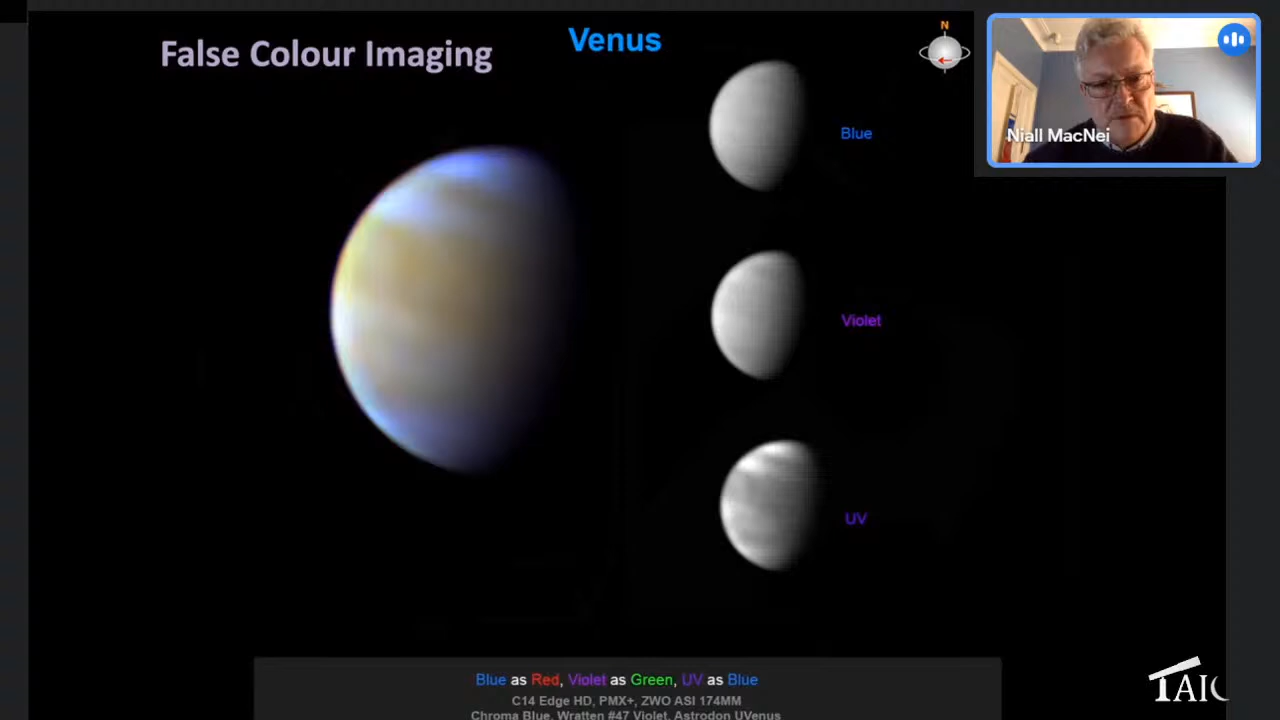 False Colour Imaging
Venus
N
Niall MacNei
Blue
Violet
UV
Blue as Red, Violet as Green, UV as Blue
C14 Edge HD, PMX+, ZWO ASI 174MM
Chroma Blue, Wratten #47 Violet, Astrodon UVenus
TAIC